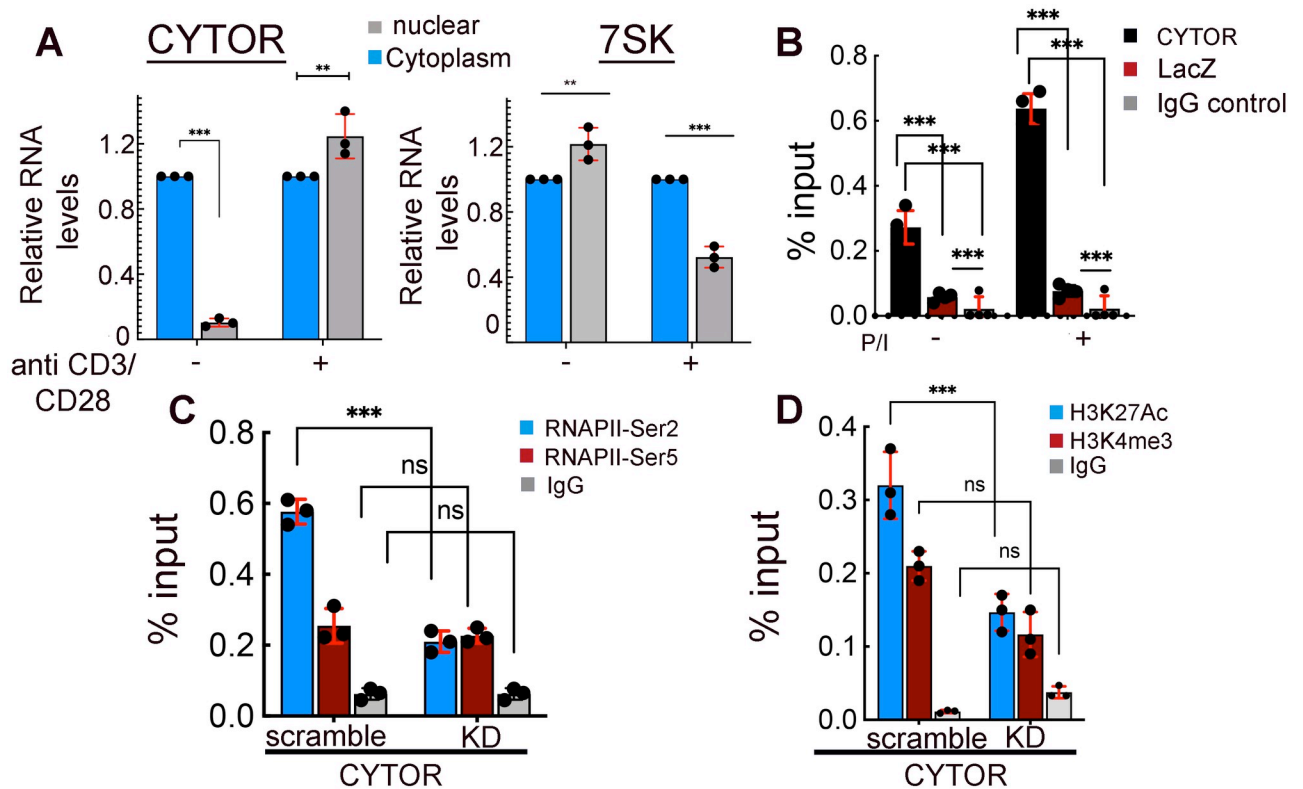 A
CYTOR
nuclear
Cytoplasm
7SK
Relative RNA
levels
1.2
0.8
0.4
0
***
**
anti CD3/
CD28
-
+
Relative RNA
levels
1.2
0.8
0.4
0
**
***
-
+
B
% input
0.8
0.6
0.4
0.2
0.0
***
***
***
***
***
***
CYTOR
LacZ
IgG control
P/I
-
+
C
% input
0.8
0.6
0.4
0.2
0.0
***
ns
ns
RNAPII-Ser2
RNAPII-Ser5
IgG
scramble
KD
CYTOR
D
% input
0.4
0.3
0.2
0.1
0.0
***
ns
ns
H3K27Ac
H3K4me3
IgG
scramble
KD
CYTOR